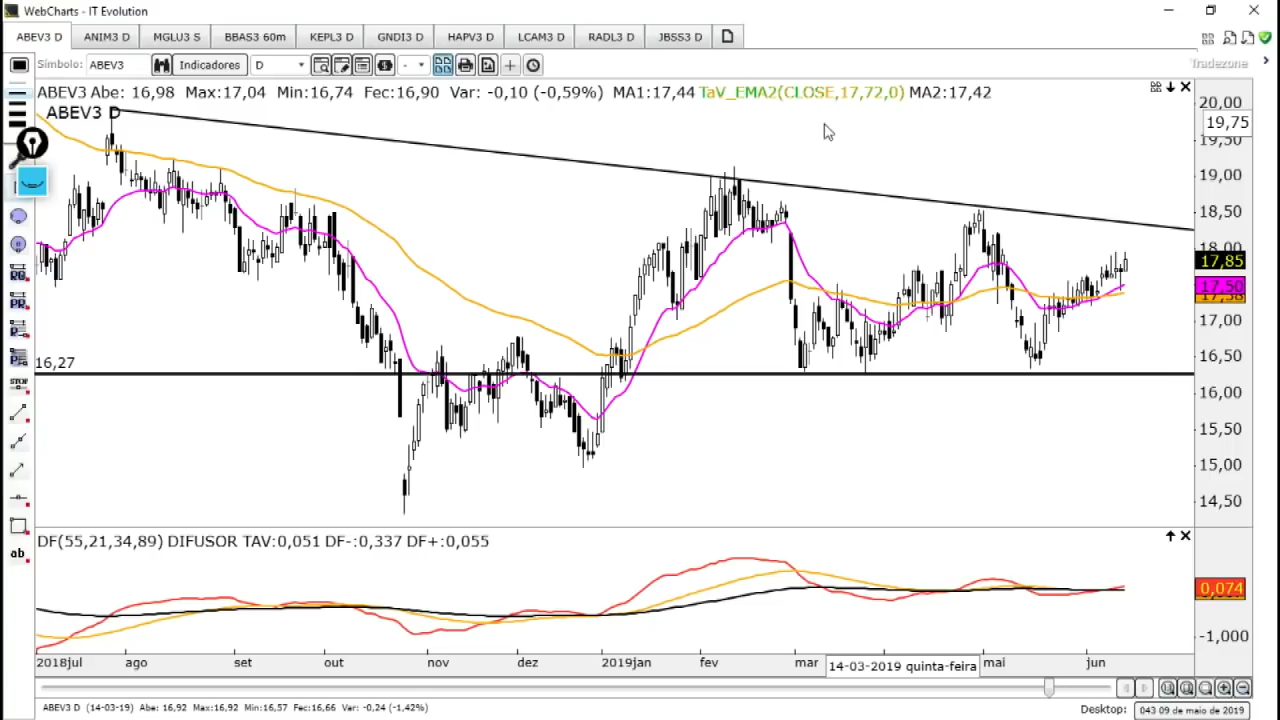 WebCharts - IT Evolution
ABEV3 D ANIM3 D MGLU3 S BBAS3 60m KEPL3 D GNDI3 D HAPV3 D LCAM3 D RADL3 D JBSS3 D
Símbolo: ABEV3 Indicadores D - Tradezone
ABEV3 Abe: 16,98 Max:17,04 Min:16,74 Fec:16,90 Var: -0,10 (-0,59%) MA1:17,44 TaV_EMA2(CLOSE,17,72,0) MA2:17,42
ABEV3 D
20,00
19,75
19,50
19,00
18,50
18,00
17,85
17,50
17,00
16,50
16,27
16,00
15,50
15,00
14,50
RG
PR
STOP
ab
DF(55,21,34,89) DIFUSOR TAV:0,051 DF-:0,337 DF+:0,055
0,074
-1,000
2018jul ago set out nov dez 2019jan fev mar 14-03-2019 quinta-feira mai jun
ABEV3 D (14-03-19) Abe: 16,92 Max:16,92 Min:16,57 Fec:16,66 Var: -0,24 (-1,42%) Desktop: 043 09 de maio de 2019